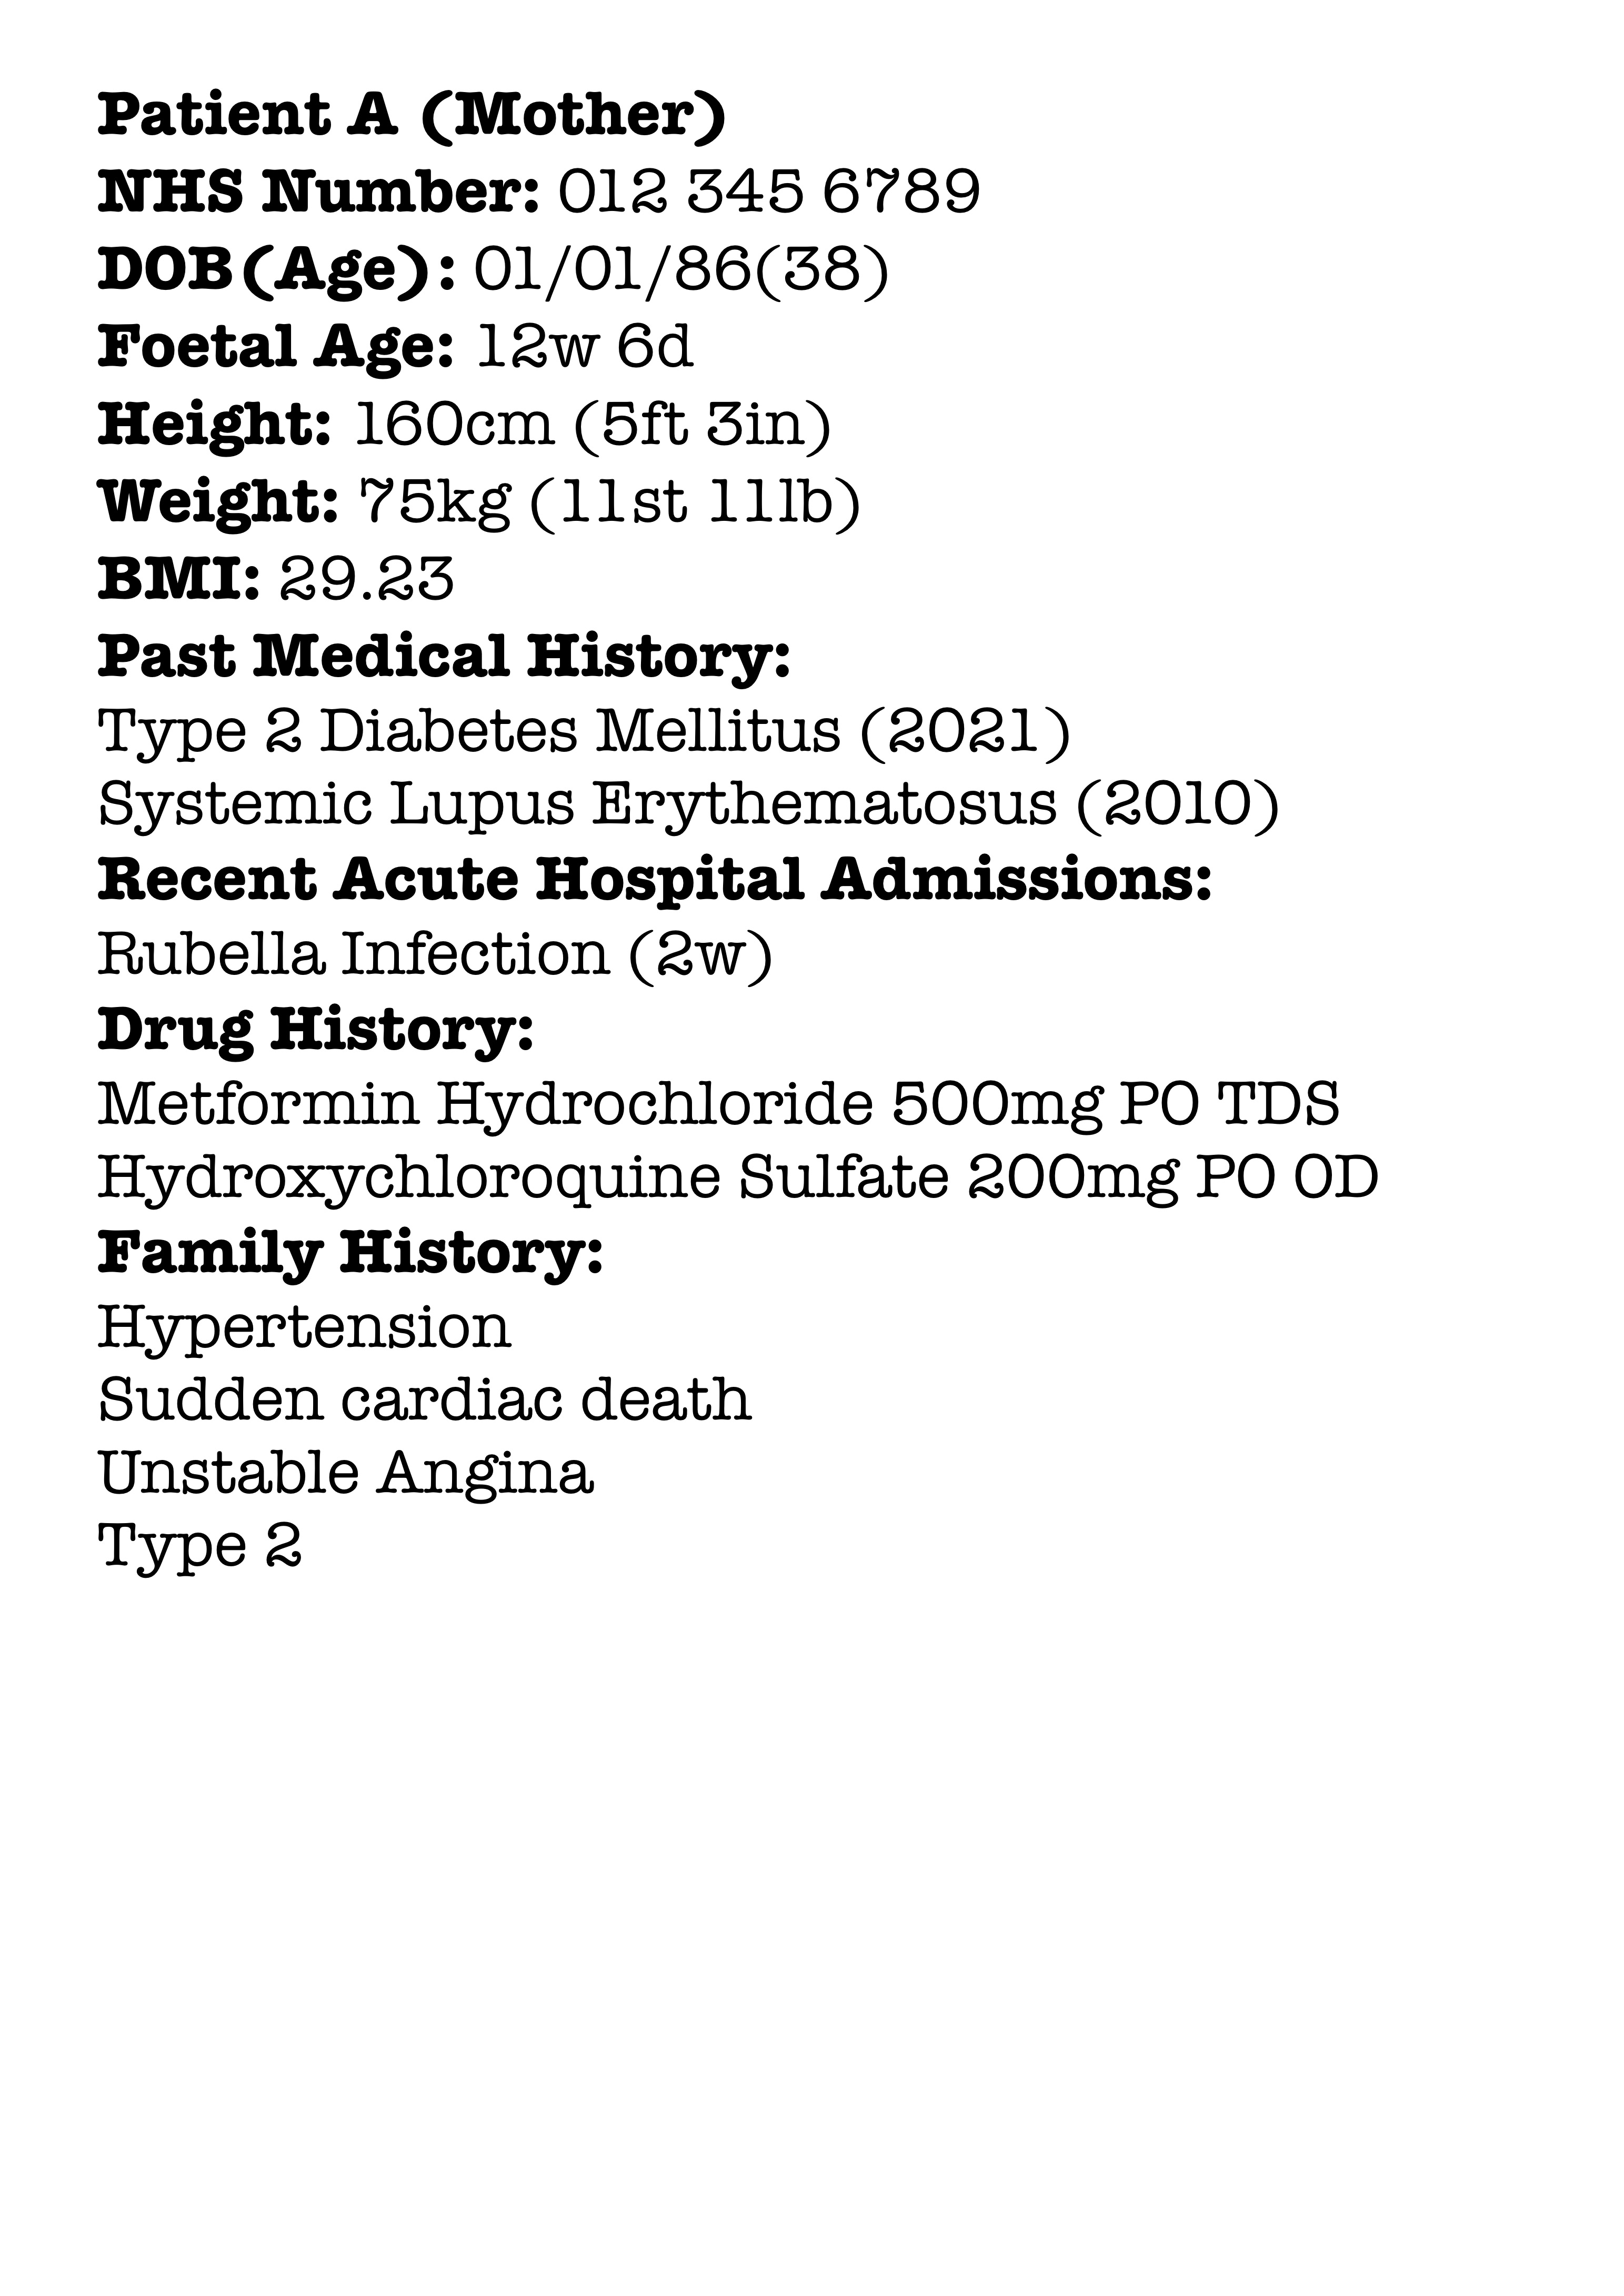 Patient A (Mother)
NHS Number: 012 345 6789
DOB(Age): 01/01/86(38)
Foetal Age: 12w 6d
Height: 160cm (5ft 3in)
Weight: 75kg (11st 11lb)
BMI: 29.23
Past Medical History:
Type 2 Diabetes Mellitus (2021)
Systemic Lupus Erythematosus (2010)
Recent Acute Hospital Admissions:
Rubella Infection (2w)
Drug History:
Metformin Hydrochloride 500mg PO TDS
Hydroxychloroquine Sulfate 200mg PO OD
Family History:
Hypertension
Sudden cardiac death
Unstable Angina
Type 2